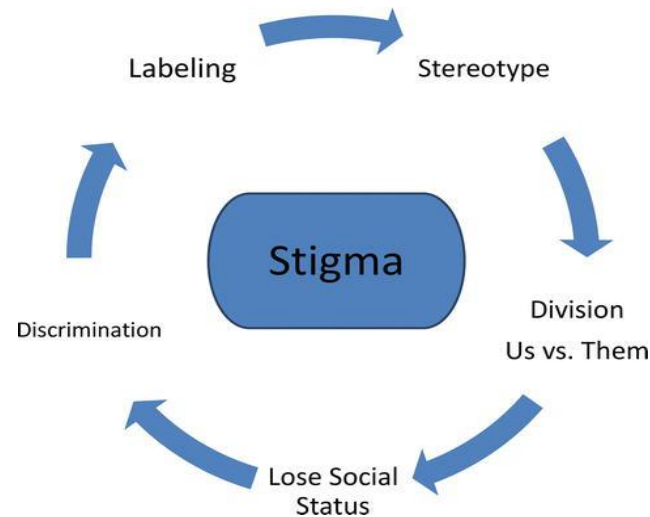 Labeling
Stereotype
Division
Us vs. Them
Lose Social
Status
Discrimination
Stigma